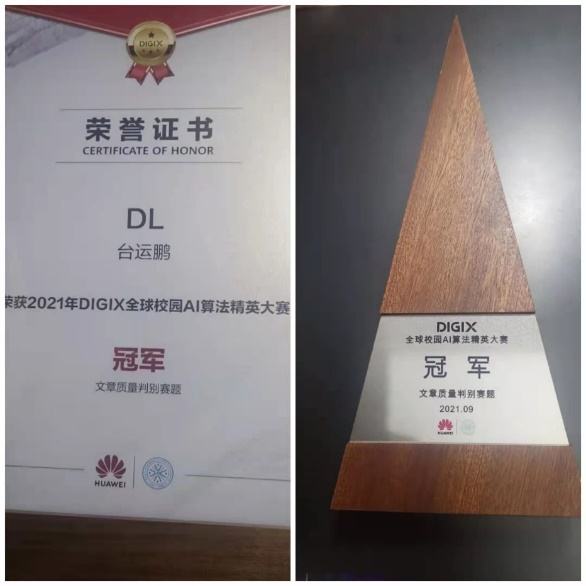 DIGIX
荣誉证书
CERTIFICATE OF HONOR
DL
台运鹏
荣获2021年DIGIX全球校园AI算法精英大赛
冠军
文章质量判别赛题
HUAWEI
DIGIX
全球校园AI算法精英大赛
冠 军
文章质量判别赛题
2021.09
HUAWEI